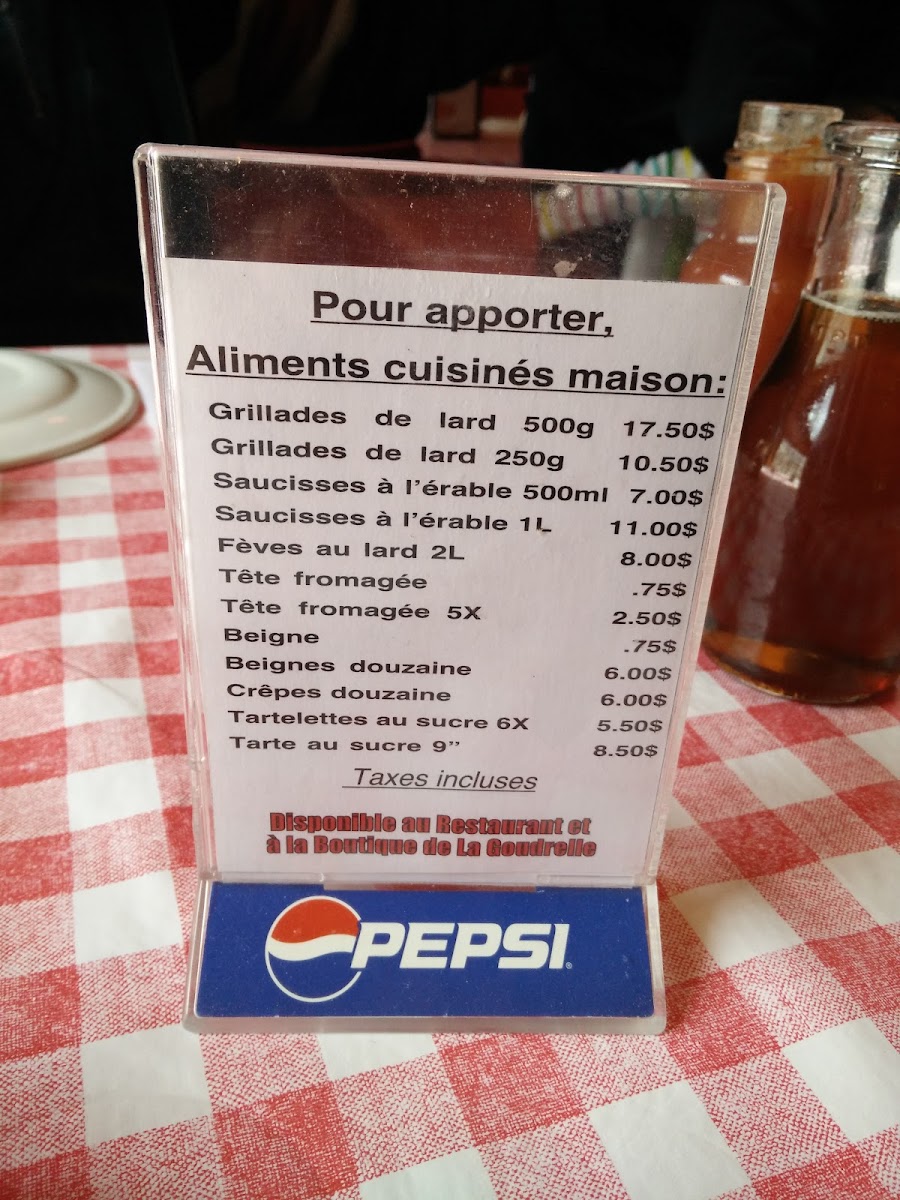 Pour apporter,
Aliments cuisinés maison:
Grillades de lard 500g 17.50$
Grillades de lard 250g 10.50$
Saucisses à l'érable 500ml 7.00$
Saucisses à l'érable 1L 11.00$
Fèves au lard 2L 8.00$
Tête fromagée .75$
Tête fromagée 5X 2.50$
Beigne .75$
Beignes douzaine 6.00$
Crêpes douzaine 6.00$
Tartelettes au sucre 6X 5.50$
Tarte au sucre 9” 8.50$
Taxes incluses
Disponible au Restaurant et
à la Boutique de La Goudrelle
PEPSI®